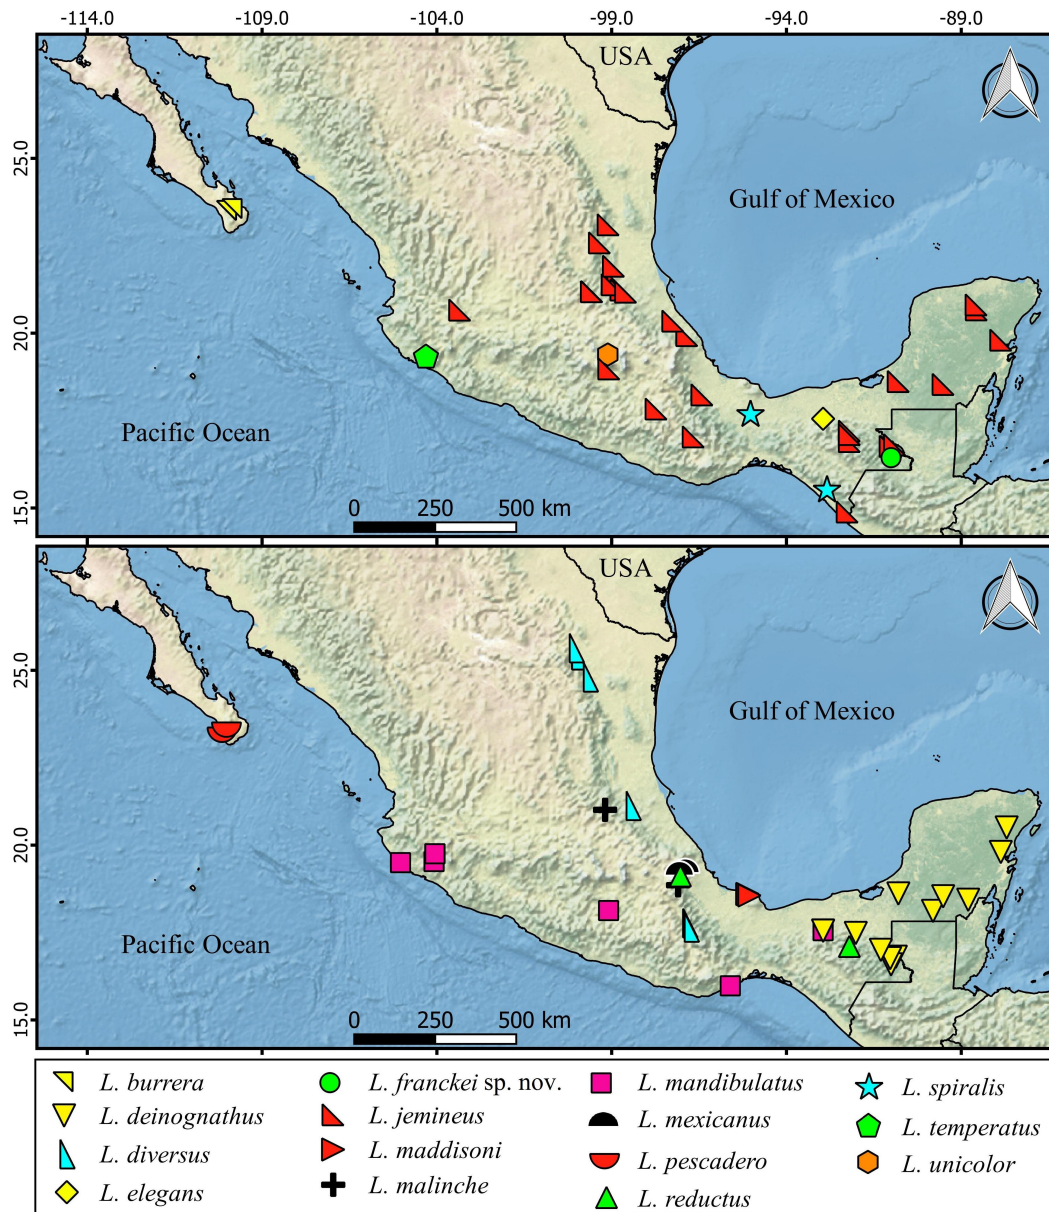 -114.0 -109.0 -104.0 -99.0 -94.0 -89.0
USA
25.0
Gulf of Mexico
20.0
Pacific Ocean
15.0
0 250 500 km
USA
25.0
Gulf of Mexico
20.0
Pacific Ocean
15.0
0 250 500 km
L. burrera
L. deinognathus
L. diversus
L. elegans
L. franckei sp. nov.
L. jemineus
L. maddisoni
L. malinche
L. mandibulatus
L. mexicanus
L. pescadero
L. reductus
L. spiralis
L. temperatus
L. unicolor